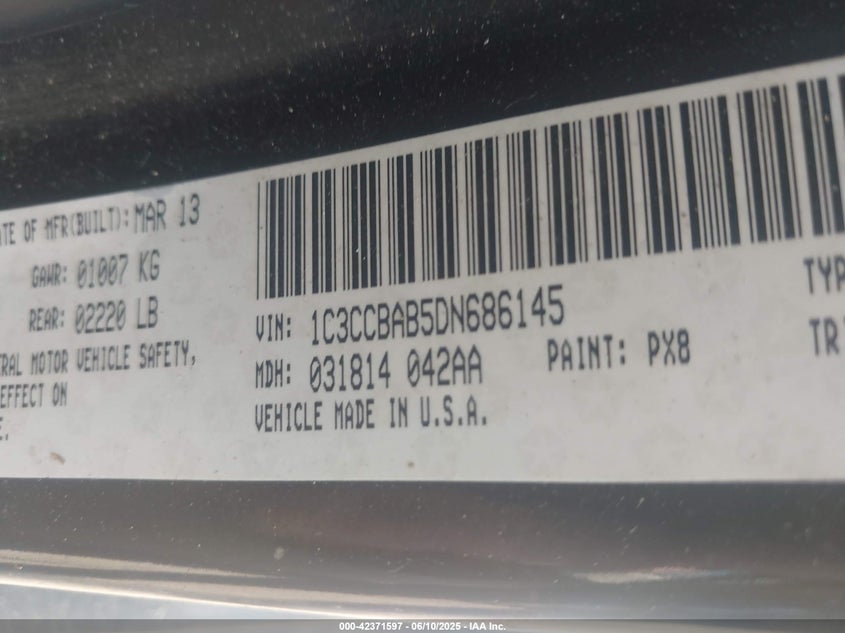 ATE OF MFR(BUILT): MAR 13
GAWR: 01007 KG
REAR: 02220 LB
RAL MOTOR VEHICLE SAFETY,
EFFECT ON
E.
VIN: 1C3CCBAB5DN686145
MDH: 031814 042AA
PAINT: PX8
VEHICLE MADE IN U.S.A.
TYP
TR
000-42371597 - 06/10/2025 - IAA Inc.